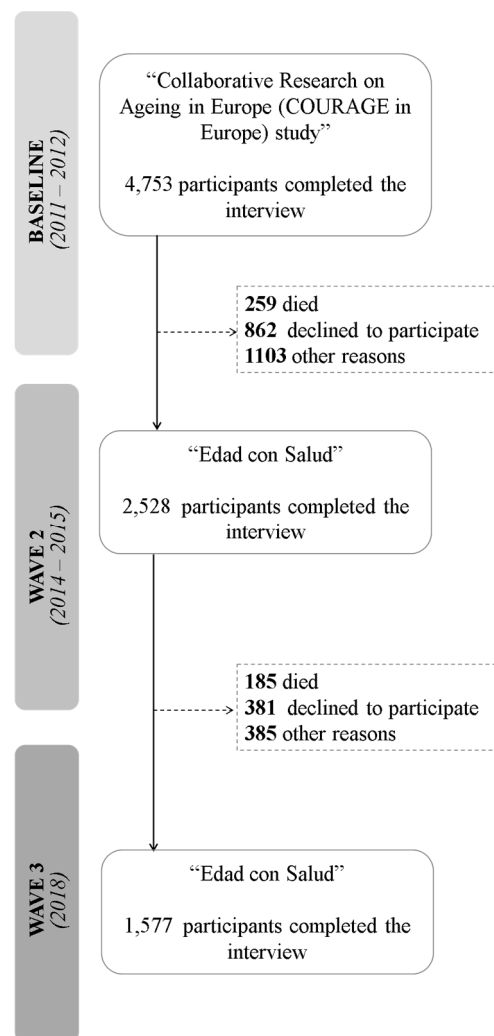 BASELINE
(2011 – 2012)
“Collaborative Research on
Ageing in Europe (COURAGE in
Europe) study”
4,753 participants completed the
interview
259 died
862 declined to participate
1103 other reasons
WAVE 2
(2014 – 2015)
“Edad con Salud”
2,528 participants completed the
interview
185 died
381 declined to participate
385 other reasons
WAVE 3
(2018)
“Edad con Salud”
1,577 participants completed the
interview